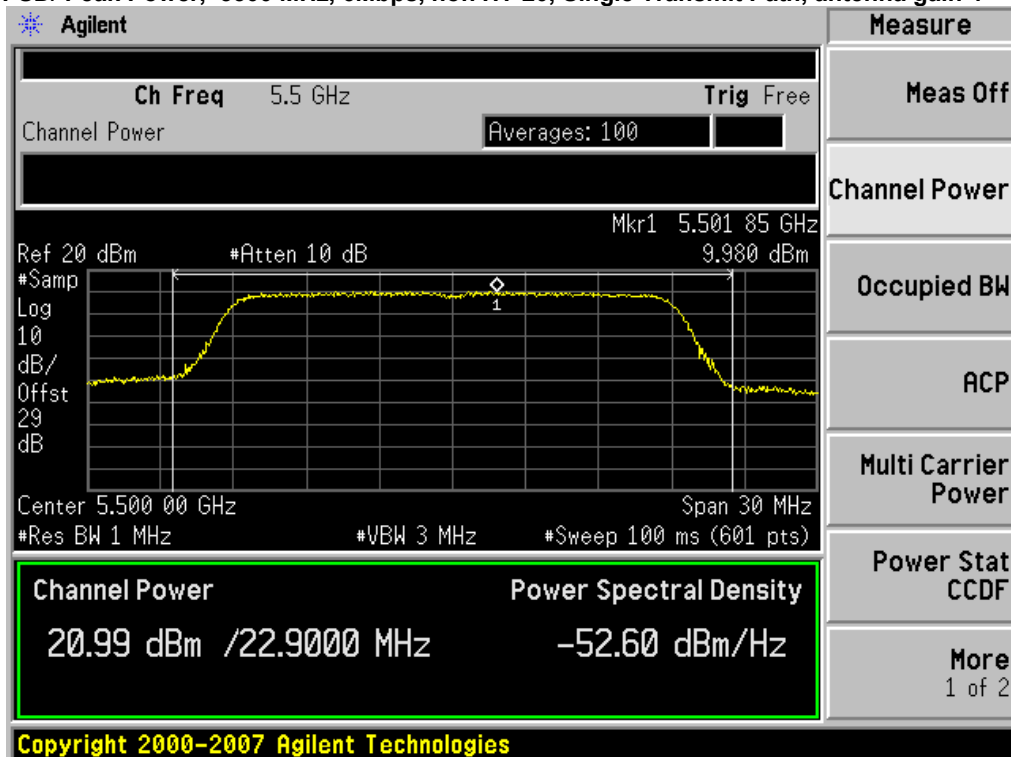 Agilent
Measure
Ch Freq 5.5 GHz Trig Free
Meas Off
Channel Power Averages: 100
Channel Power
Mkr1 5.501 85 GHz
Ref 20 dBm #Atten 10 dB 9.980 dBm
#Samp
Log
10
dB/
Offst
29
dB
1
Occupied BW
ACP
Multi Carrier
Power
Center 5.500 00 GHz Span 30 MHz
#Res BW 1 MHz #VBW 3 MHz #Sweep 100 ms (601 pts)
Channel Power Power Spectral Density
20.99 dBm /22.9000 MHz -52.60 dBm/Hz
Power Stat
CCDF
More
1 of 2
Copyright 2000-2007 Agilent Technologies